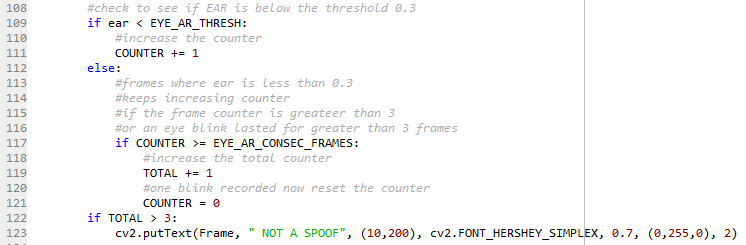 108 #check to see if EAR is below the threshold 0.3
109 if ear < EYE_AR_THRESH:
110 #increase the counter
111 COUNTER += 1
112 else:
113 #frames where ear is less than 0.3
114 #keeps increasing counter
115 #if the frame counter is greateer than 3
116 #or an eye blink lasted for greater than 3 frames
117 if COUNTER >= EYE_AR_CONSEC_FRAMES:
118 #increase the total counter
119 TOTAL += 1
120 #one blink recorded now reset the counter
121 COUNTER = 0
122 if TOTAL > 3:
123 cv2.putText(Frame, " NOT A SPOOF", (10,200), cv2.FONT_HERSHEY_SIMPLEX, 0.7, (0,255,0), 2)